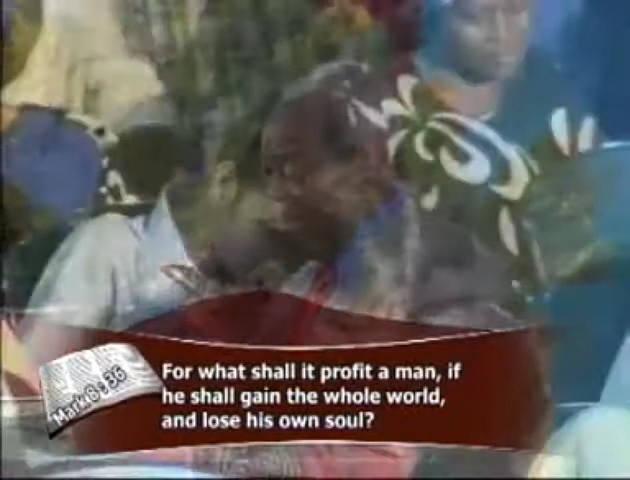 Mark 8:36
For what shall it profit a man, if
he shall gain the whole world,
and lose his own soul?